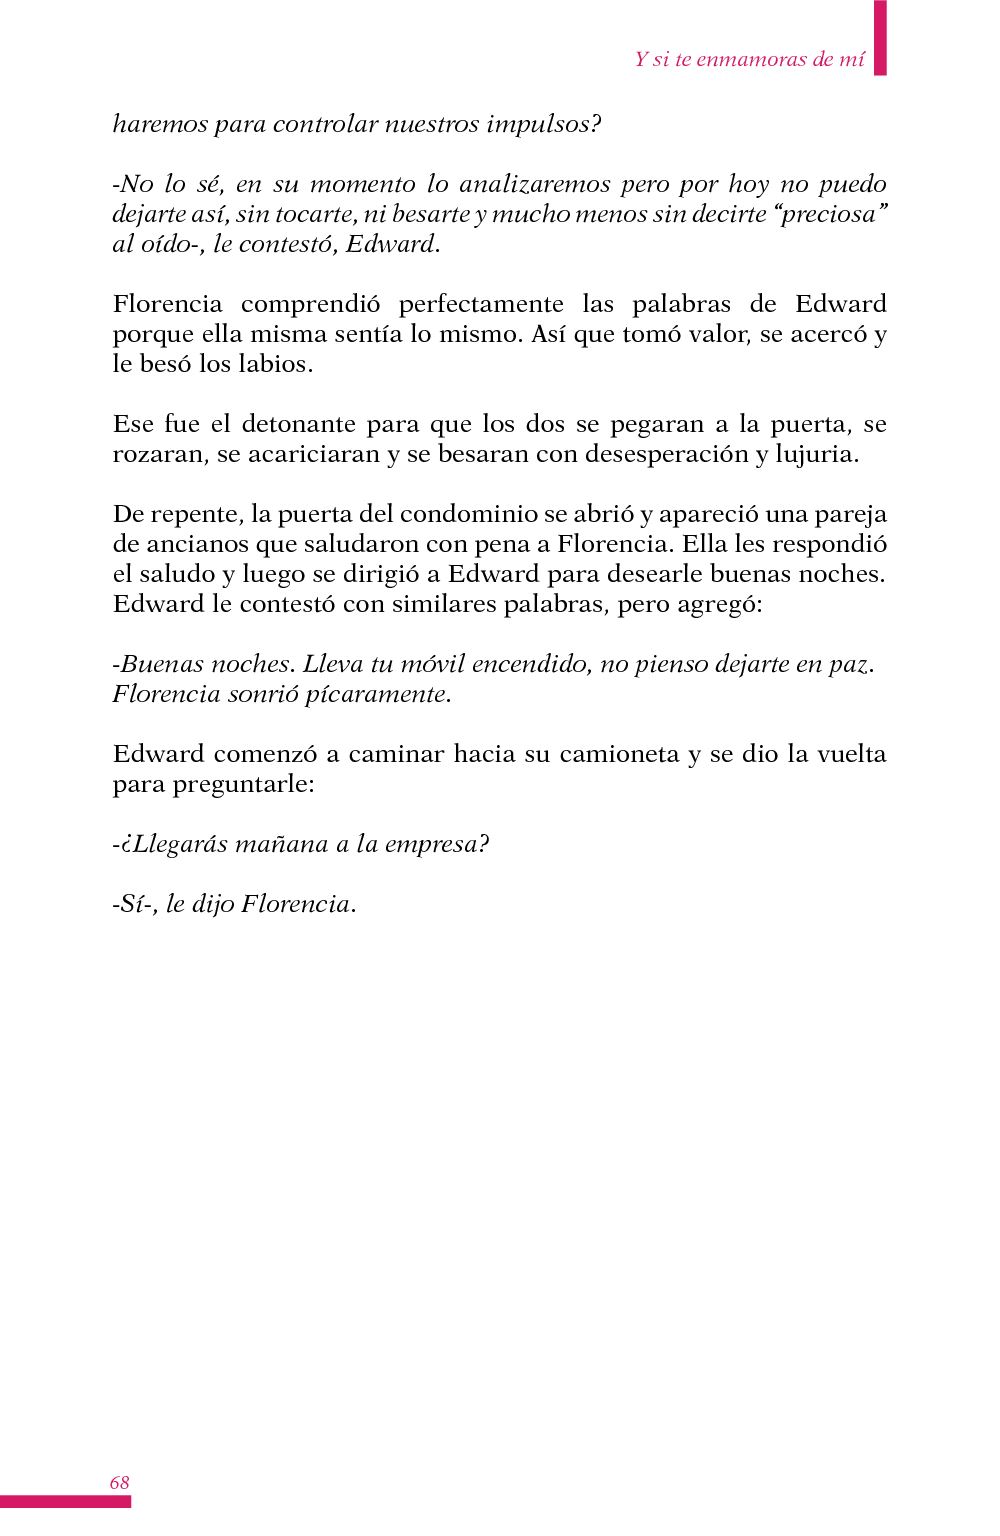 Y si te enmamoras de mí
haremos para controlar nuestros impulsos?
-No lo sé, en su momento lo analizaremos pero por hoy no puedo
dejarte así, sin tocarte, ni besarte y mucho menos sin decirte “preciosa”
al oído-, le contestó, Edward.
Florencia comprendió perfectamente las palabras de Edward
porque ella misma sentía lo mismo. Así que tomó valor, se acercó y
le besó los labios.
Ese fue el detonante para que los dos se pegaran a la puerta, se
rozaran, se acariciaran y se besaran con desesperación y lujuria.
De repente, la puerta del condominio se abrió y apareció una pareja
de ancianos que saludaron con pena a Florencia. Ella les respondió
el saludo y luego se dirigió a Edward para desearle buenas noches.
Edward le contestó con similares palabras, pero agregó:
-Buenas noches. Lleva tu móvil encendido, no pienso dejarte en paz.
Florencia sonrió pícaramente.
Edward comenzó a caminar hacia su camioneta y se dio la vuelta
para preguntarle:
-¿Llegarás mañana a la empresa?
-Sí-, le dijo Florencia.
68